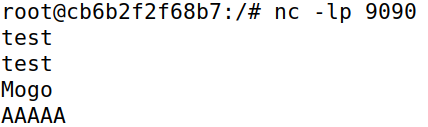 root@cb6b2f2f68b7:/# nc -lp 9090
test
test
Mogo
AAAAA